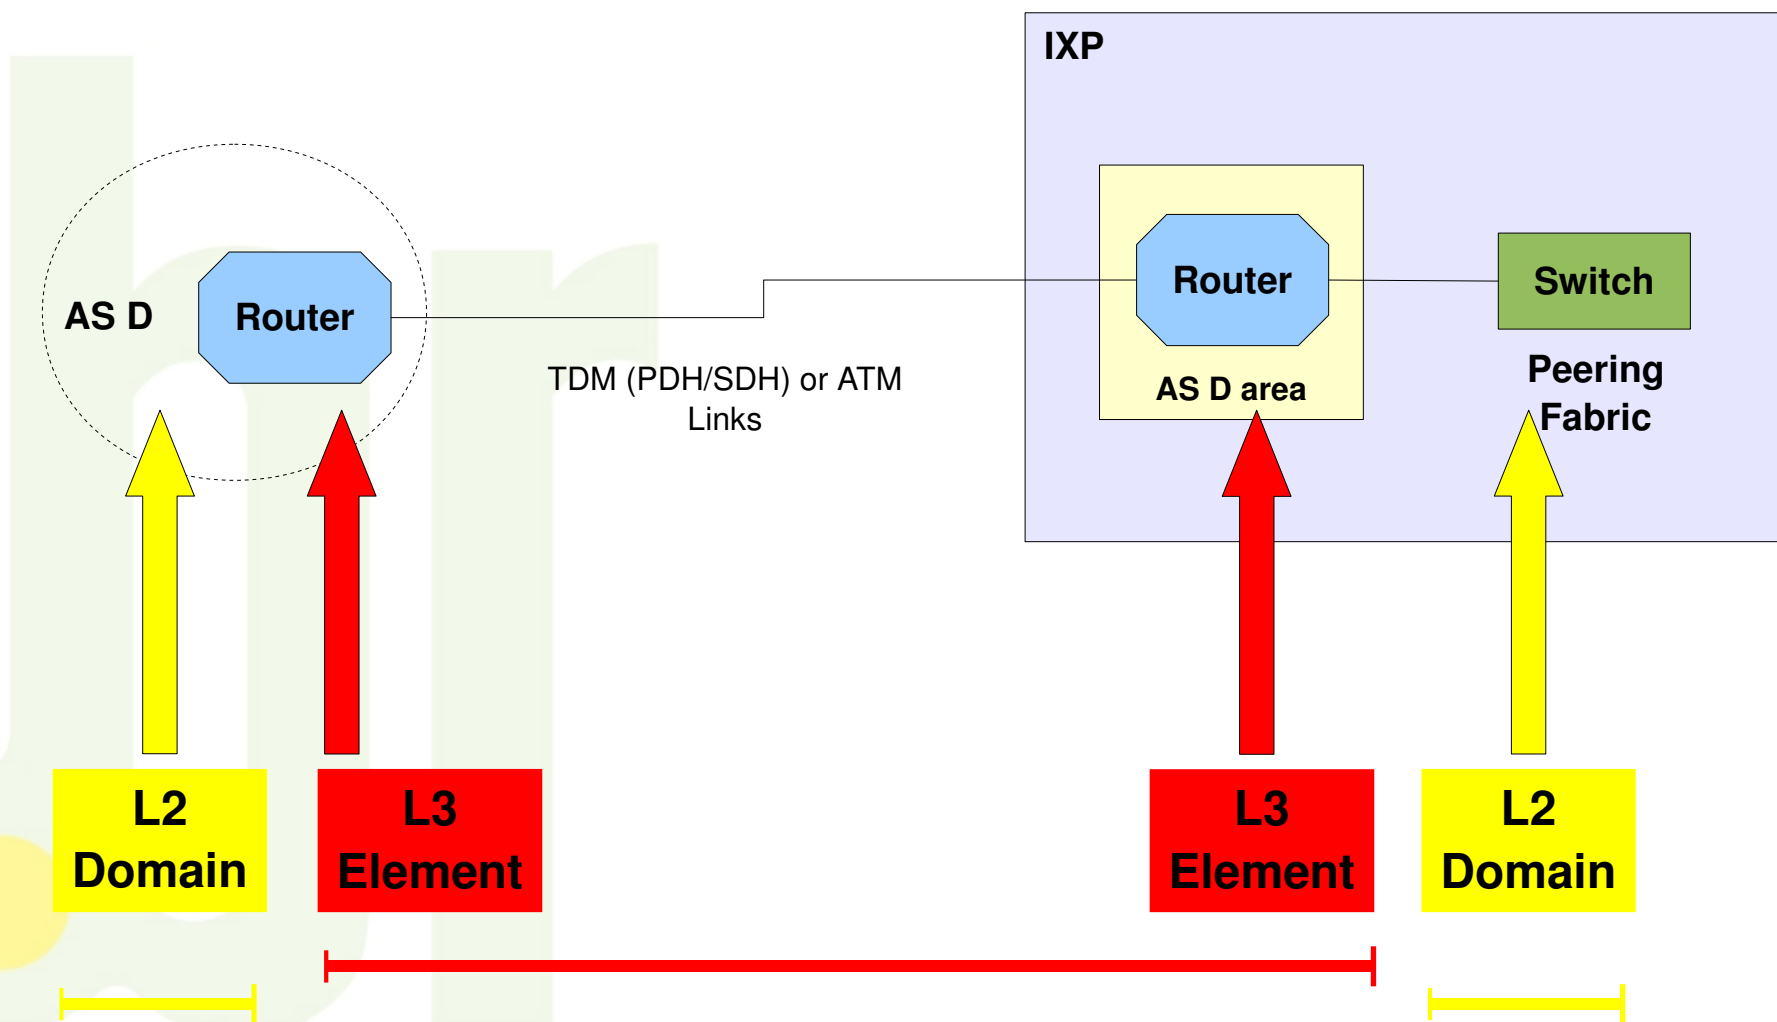 IXP
AS D
Router
TDM (PDH/SDH) or ATM
Links
Router
AS D area
Switch
Peering
Fabric
L2
Domain
L3
Element
L3
Element
L2
Domain